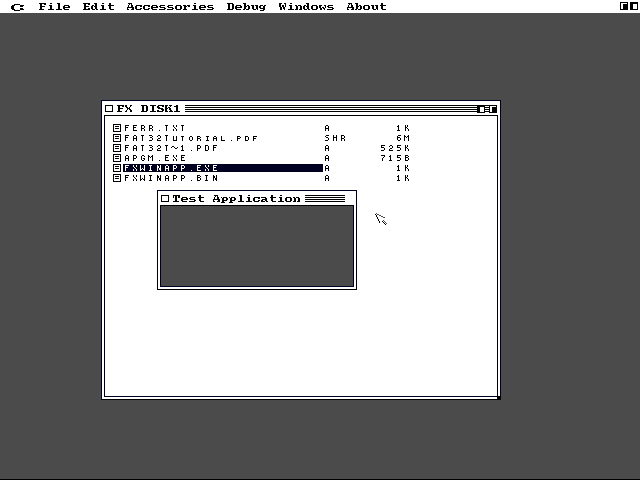 File Edit Accessories Debug Windows About
FX DISK1
FERR.TXT A 1K
FAT32TUTORIAL.PDF SHR 6M
FAT32T~1.PDF A 525K
APGM.EXE A 715B
FXWINAPP.EXE A 1K
FXWINAPP.BIN A 1K
Test Application